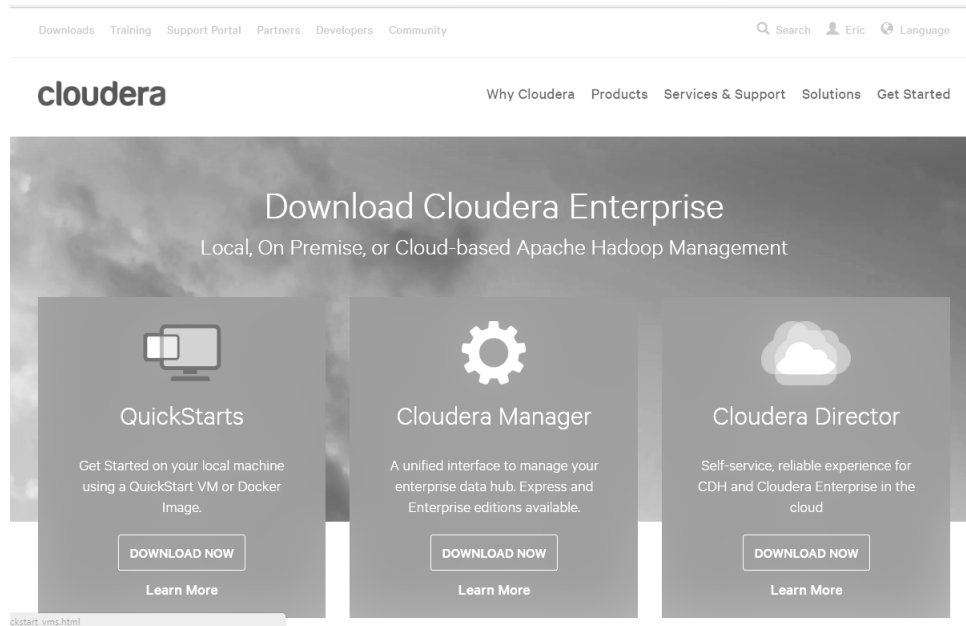 Downloads Training Support Portal Partners Developers Community
Search Eric Language
cloudera
Why Cloudera Products Services & Support Solutions Get Started
Download Cloudera Enterprise
Local, On Premise, or Cloud-based Apache Hadoop Management
QuickStarts
Get Started on your local machine
using a QuickStart VM or Docker
Image.
DOWNLOAD NOW
Learn More
Cloudera Manager
A unified interface to manage your
enterprise data hub. Express and
Enterprise editions available.
DOWNLOAD NOW
Learn More
Cloudera Director
Self-service, reliable experience for
CDH and Cloudera Enterprise in the
cloud
DOWNLOAD NOW
Learn More
ckstart_vms.html